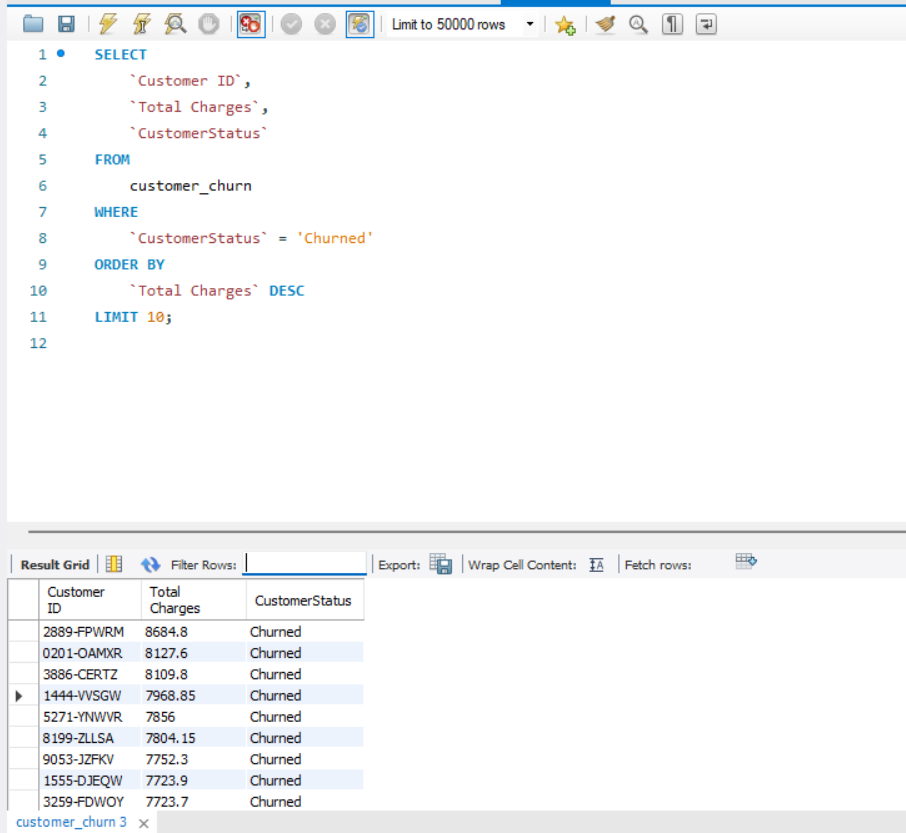 Limit to 50000 rows
1 SELECT
2 `Customer ID`,
3 `Total Charges`,
4 `CustomerStatus`
5 FROM
6 customer_churn
7 WHERE
8 `CustomerStatus` = 'Churned'
9 ORDER BY
10 `Total Charges` DESC
11 LIMIT 10;
12
Result Grid Filter Rows: Export: Wrap Cell Content: Fetch rows:
Customer ID Total Charges CustomerStatus
2889-FPWRM 8684.8 Churned
0201-OAMXR 8127.6 Churned
3886-CERTZ 8109.8 Churned
1444-VVSGW 7968.85 Churned
5271-YNWVR 7856 Churned
8199-ZLLSA 7804.15 Churned
9053-JZFKV 7752.3 Churned
1555-DJEQW 7723.9 Churned
3259-FDWOY 7723.7 Churned
customer_churn 3